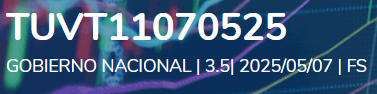 TUVT11070525
GOBIERNO NACIONAL | 3.5| 2025/05/07 | FS